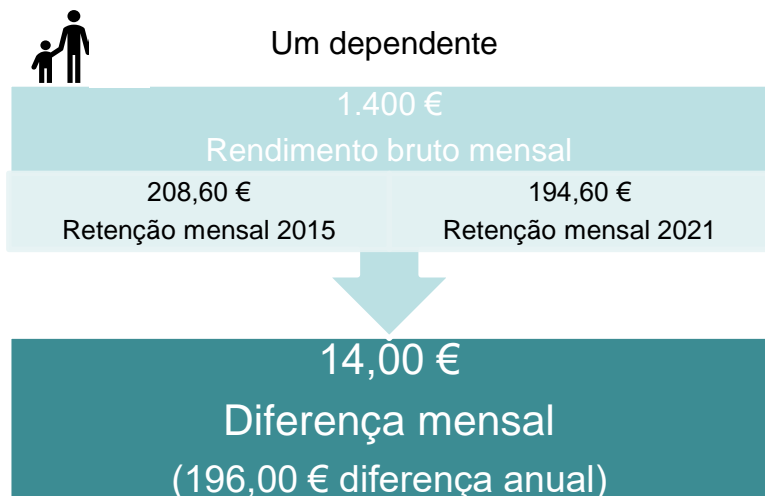 Um dependente
1.400 €
Rendimento bruto mensal
208,60 €
Retenção mensal 2015
194,60 €
Retenção mensal 2021
14,00 €
Diferença mensal
(196,00 € diferença anual)